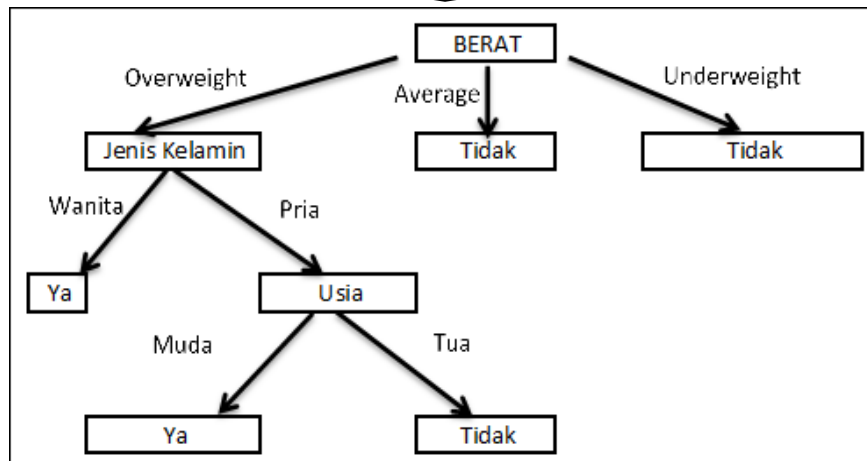 BERAT
Overweight
Average
Underweight
Jenis Kelamin
Tidak
Tidak
Wanita
Pria
Ya
Usia
Muda
Tua
Ya
Tidak